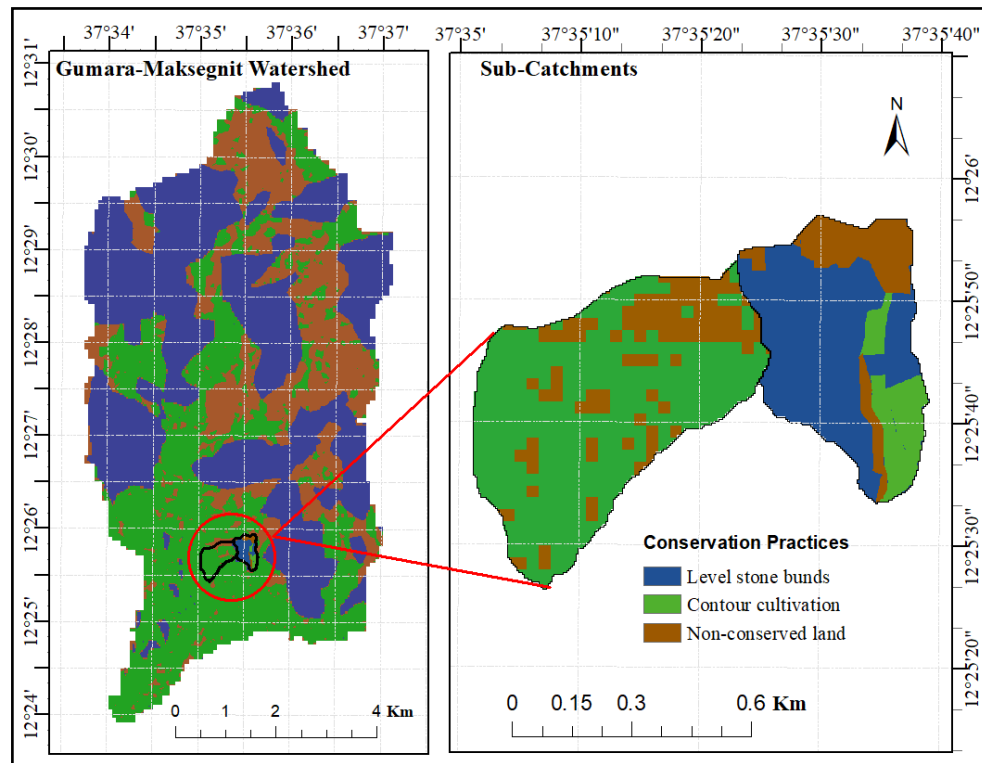 37°34' 37°35' 37°36' 37°37'
37°35' 37°35'10" 37°35'20" 37°35'30" 37°35'40"
Gumara-Maksegnit Watershed
Sub-Catchments
N
12°31'
12°30'
12°29'
12°28'
12°27'
12°26'
12°25'
12°24'
12°26'
12°25'50"
12°25'40"
12°25'30"
12°25'20"
Conservation Practices
Level stone bunds
Contour cultivation
Non-conserved land
0 1 2 4 Km
0 0.15 0.3 0.6 Km